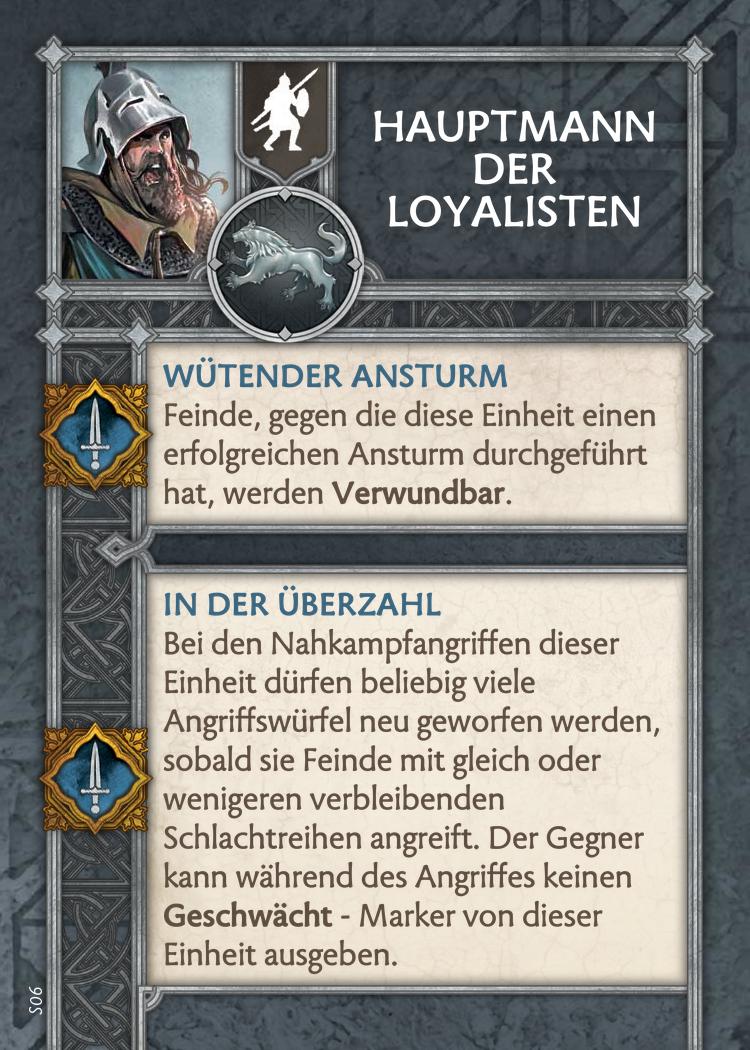 HAUPTMANN
DER
LOYALISTEN
WÜTENDER ANSTURM
Feinde, gegen die diese Einheit einen
erfolgreichen Ansturm durchgeführt
hat, werden Verwundbar.
IN DER ÜBERZAHL
Bei den Nahkampfangriffen dieser
Einheit dürfen beliebig viele
Angriffswürfel neu geworfen werden,
sobald sie Feinde mit gleich oder
wenigeren verbleibenden
Schlachtreihen angreift. Der Gegner
kann während des Angriffes keinen
Geschwächt - Marker von dieser
Einheit ausgeben.
S06